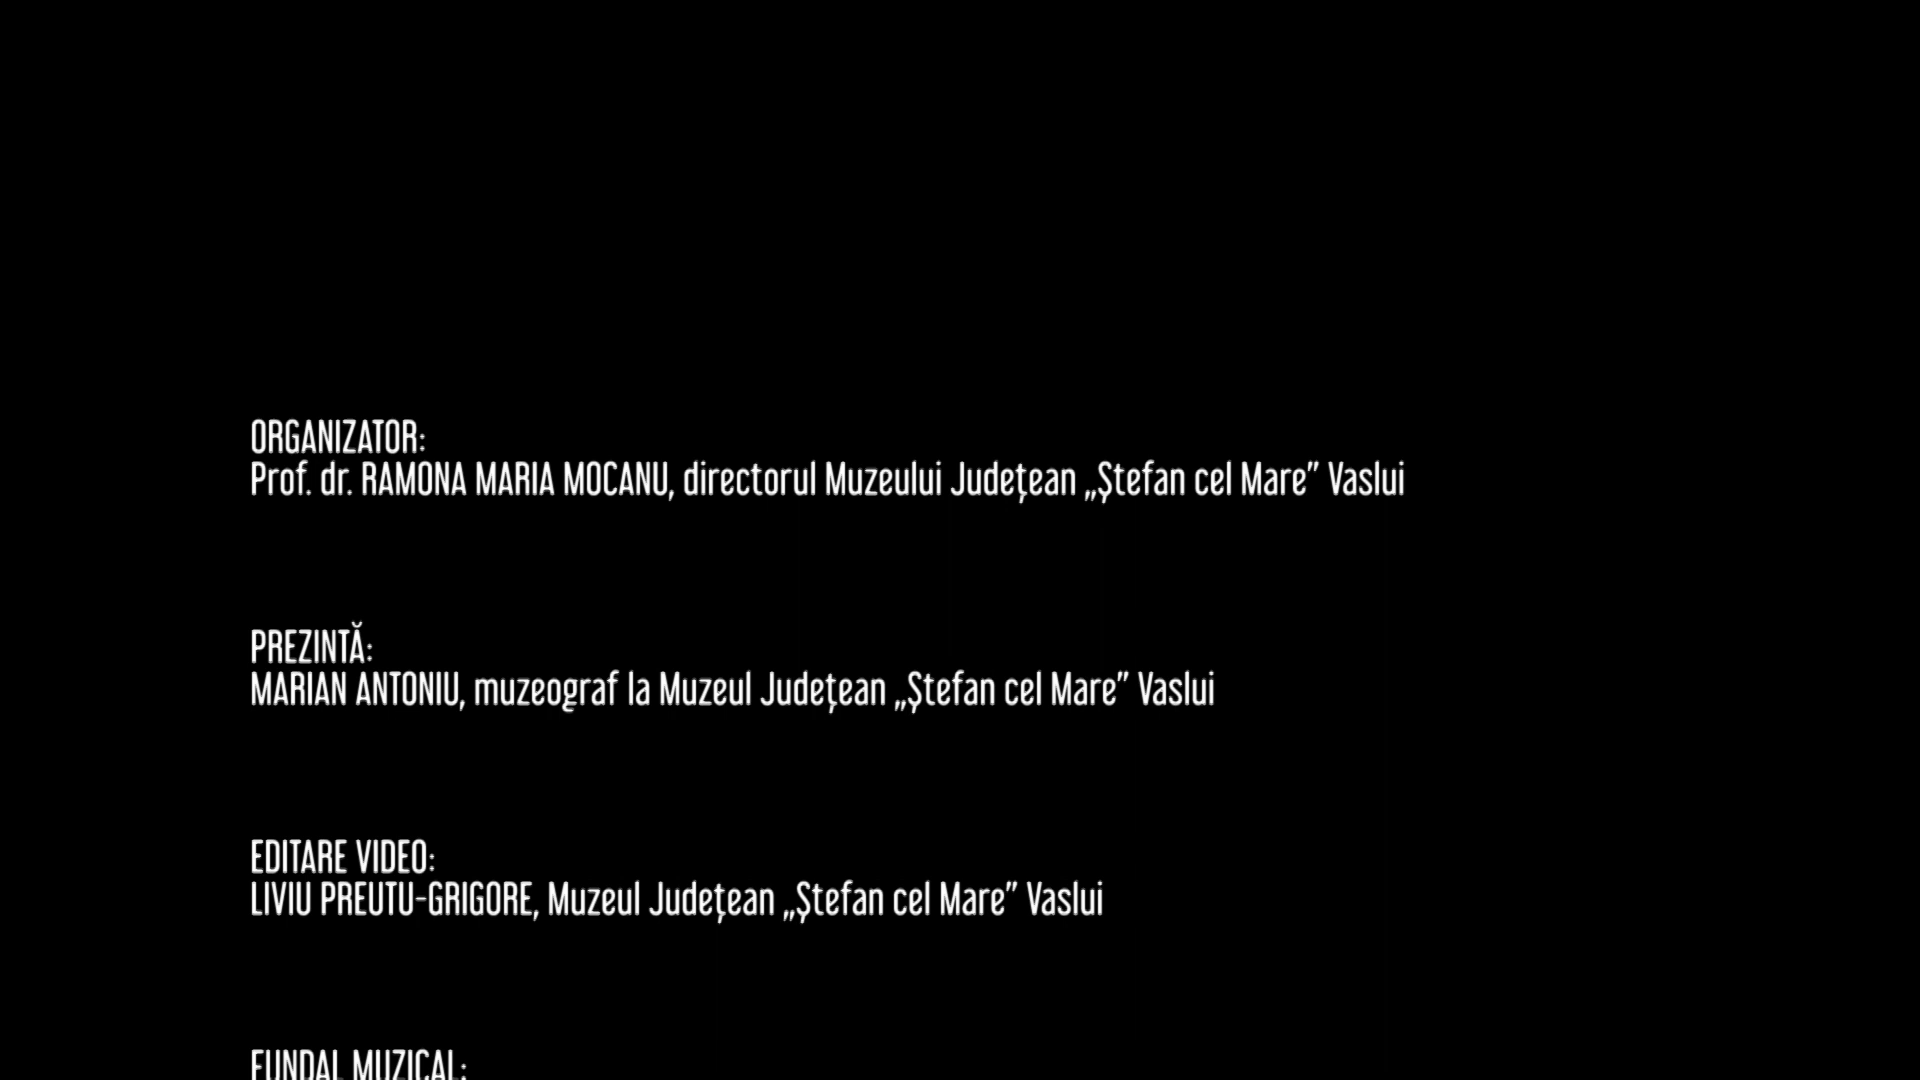 ORGANIZATOR:
Prof. dr. RAMONA MARIA MOCANU, directorul Muzeului Județean „Ștefan cel Mare” Vaslui
PREZINTĂ:
MARIAN ANTONIU, muzeograf la Muzeul Județean „Ștefan cel Mare” Vaslui
EDITARE VIDEO:
LIVIU PREUTU-GRIGORE, Muzeul Județean „Ștefan cel Mare” Vaslui
FUNDAL MUZICAL: